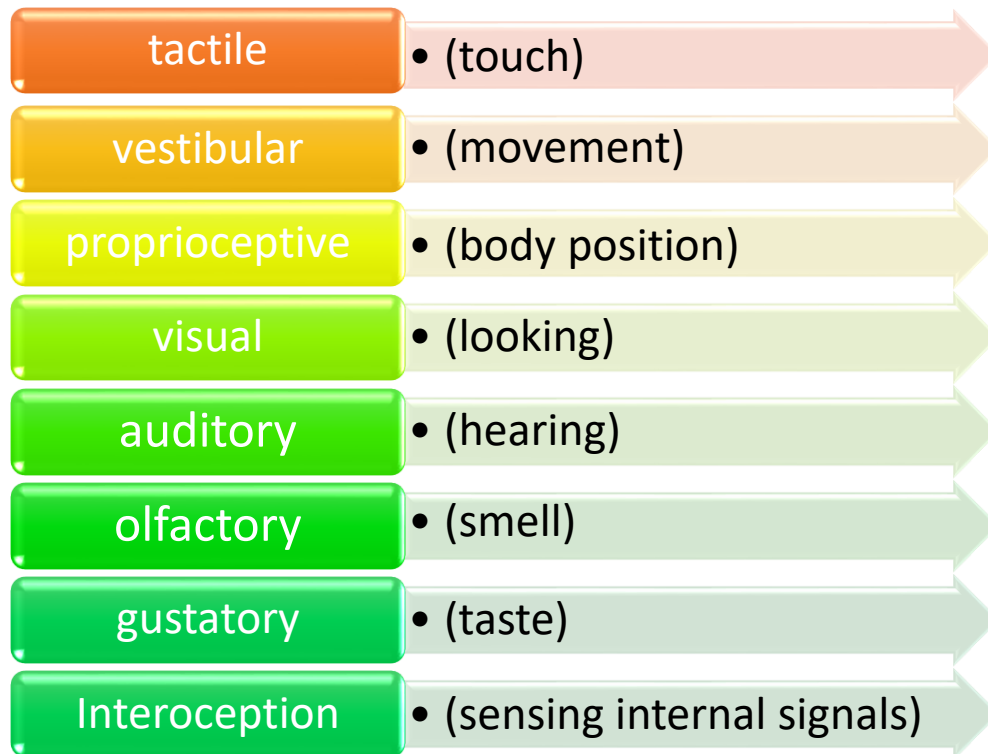 tactile • (touch)
vestibular • (movement)
proprioceptive • (body position)
visual • (looking)
auditory • (hearing)
olfactory • (smell)
gustatory • (taste)
Interoception • (sensing internal signals)